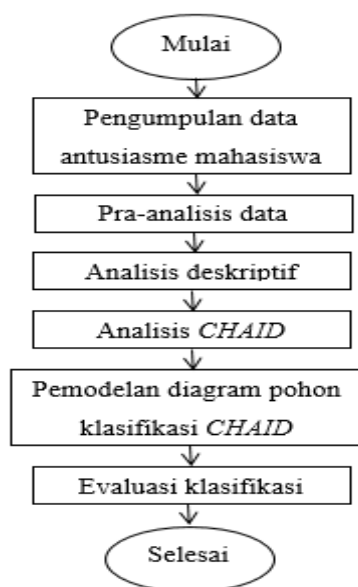 Mulai
Pengumpulan data
antusiasme mahasiswa
Pra-analisis data
Analisis deskriptif
Analisis CHAID
Pemodelan diagram pohon
klasifikasi CHAID
Evaluasi klasifikasi
Selesai